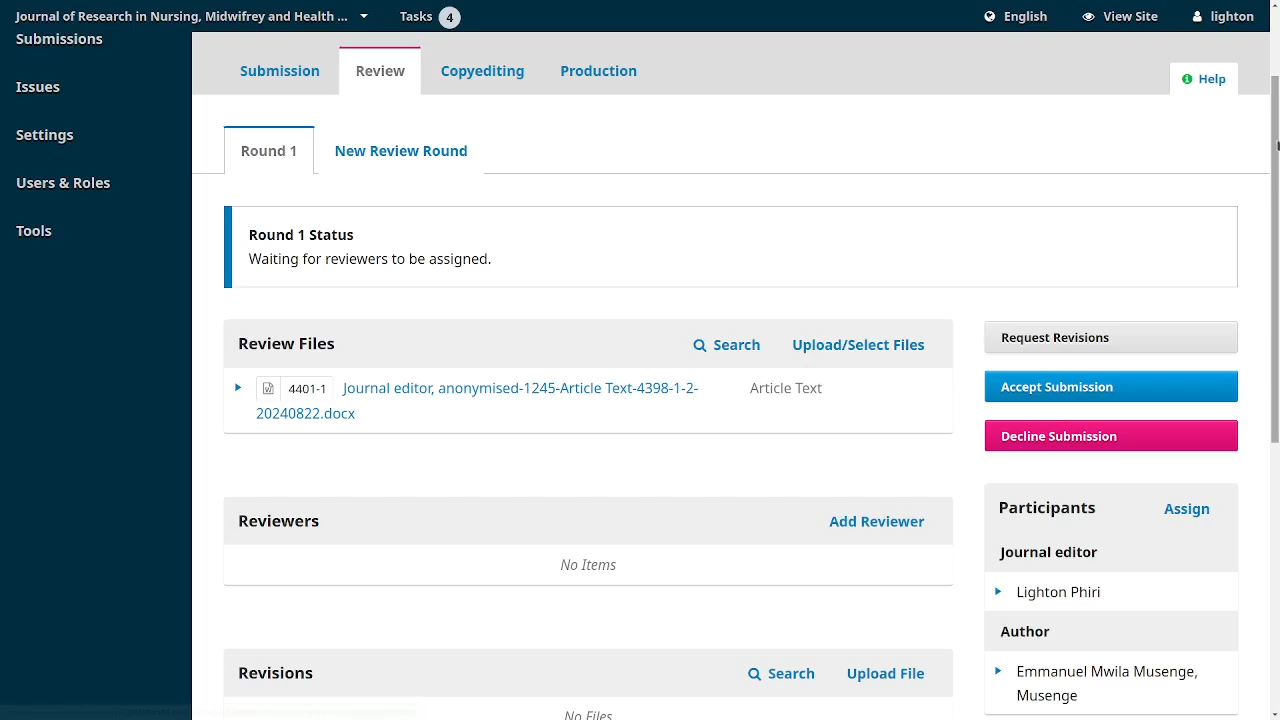 Journal of Research in Nursing, Midwifrey and Health ... Tasks 4 English View Site lighton
Submissions
Issues
Settings
Users & Roles
Tools
Submission Review Copyediting Production
Help
Round 1 New Review Round
Round 1 Status
Waiting for reviewers to be assigned.
Review Files Search Upload/Select Files
4401-1 Journal editor, anonymised-1245-Article Text-4398-1-2- Article Text
20240822.docx
Reviewers Add Reviewer
No Items
Revisions Search Upload File
No Files
Request Revisions
Accept Submission
Decline Submission
Participants Assign
Journal editor
Lighton Phiri
Author
Emmanuel Mwila Musenge,
Musenge